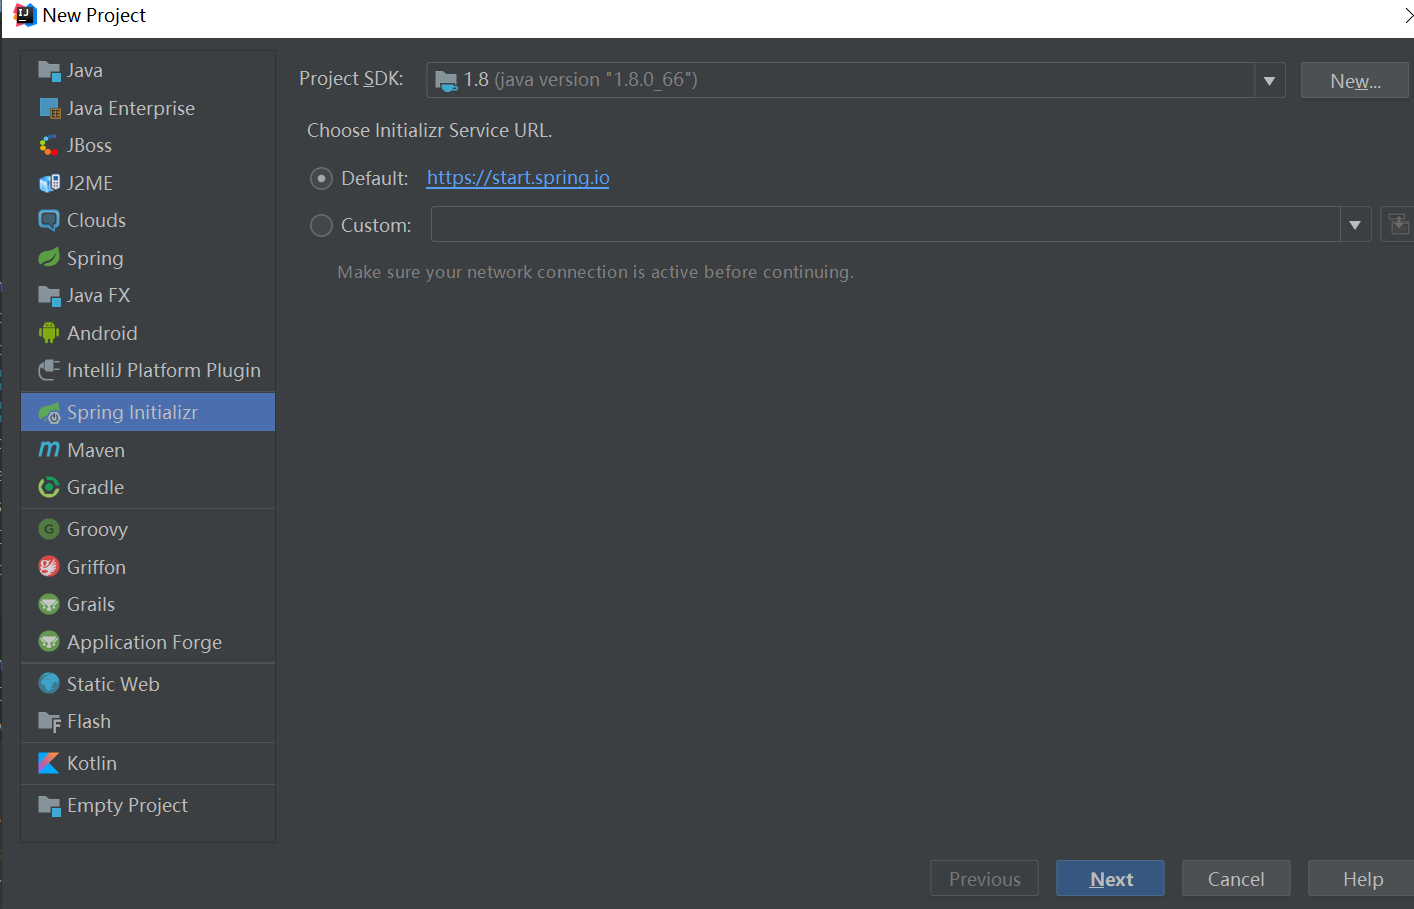 New Project
Java
Java Enterprise
JBoss
J2ME
Clouds
Spring
Java FX
Android
IntelliJ Platform Plugin
Spring Initializr
Maven
Gradle
Groovy
Griffon
Grails
Application Forge
Static Web
Flash
Kotlin
Empty Project
Project SDK: 1.8 (java version "1.8.0_66") New...
Choose Initializr Service URL.
Default: https://start.spring.io
Custom:
Make sure your network connection is active before continuing.
Previous Next Cancel Help